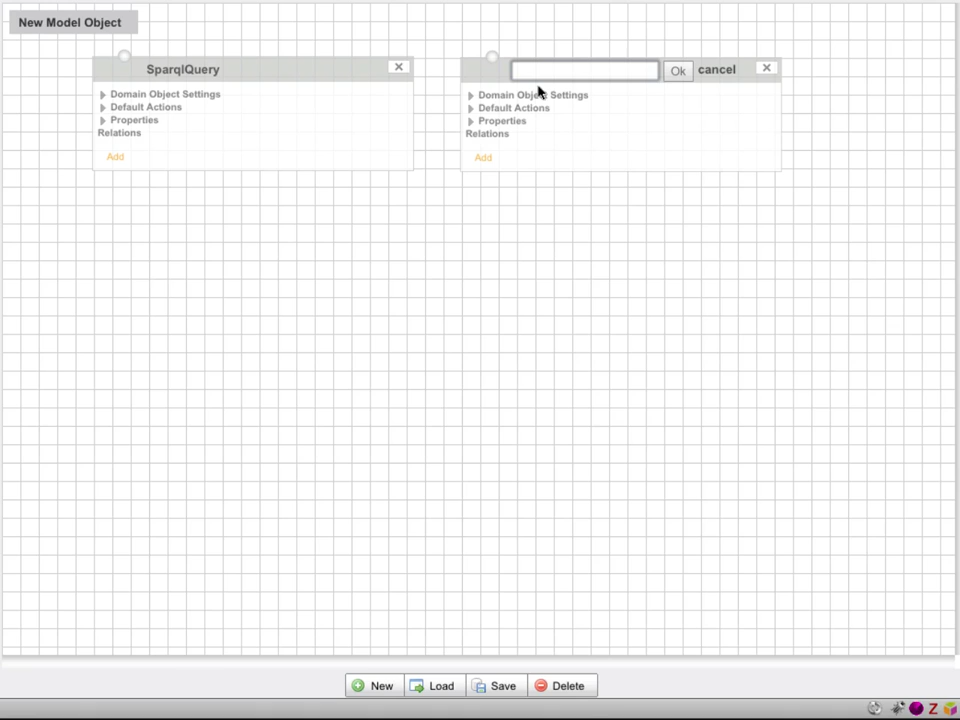 New Model Object
SparqlQuery
Domain Object Settings
Default Actions
Properties
Relations
Add
Ok cancel
Domain Object Settings
Default Actions
Properties
Relations
Add
New Load Save Delete
Z